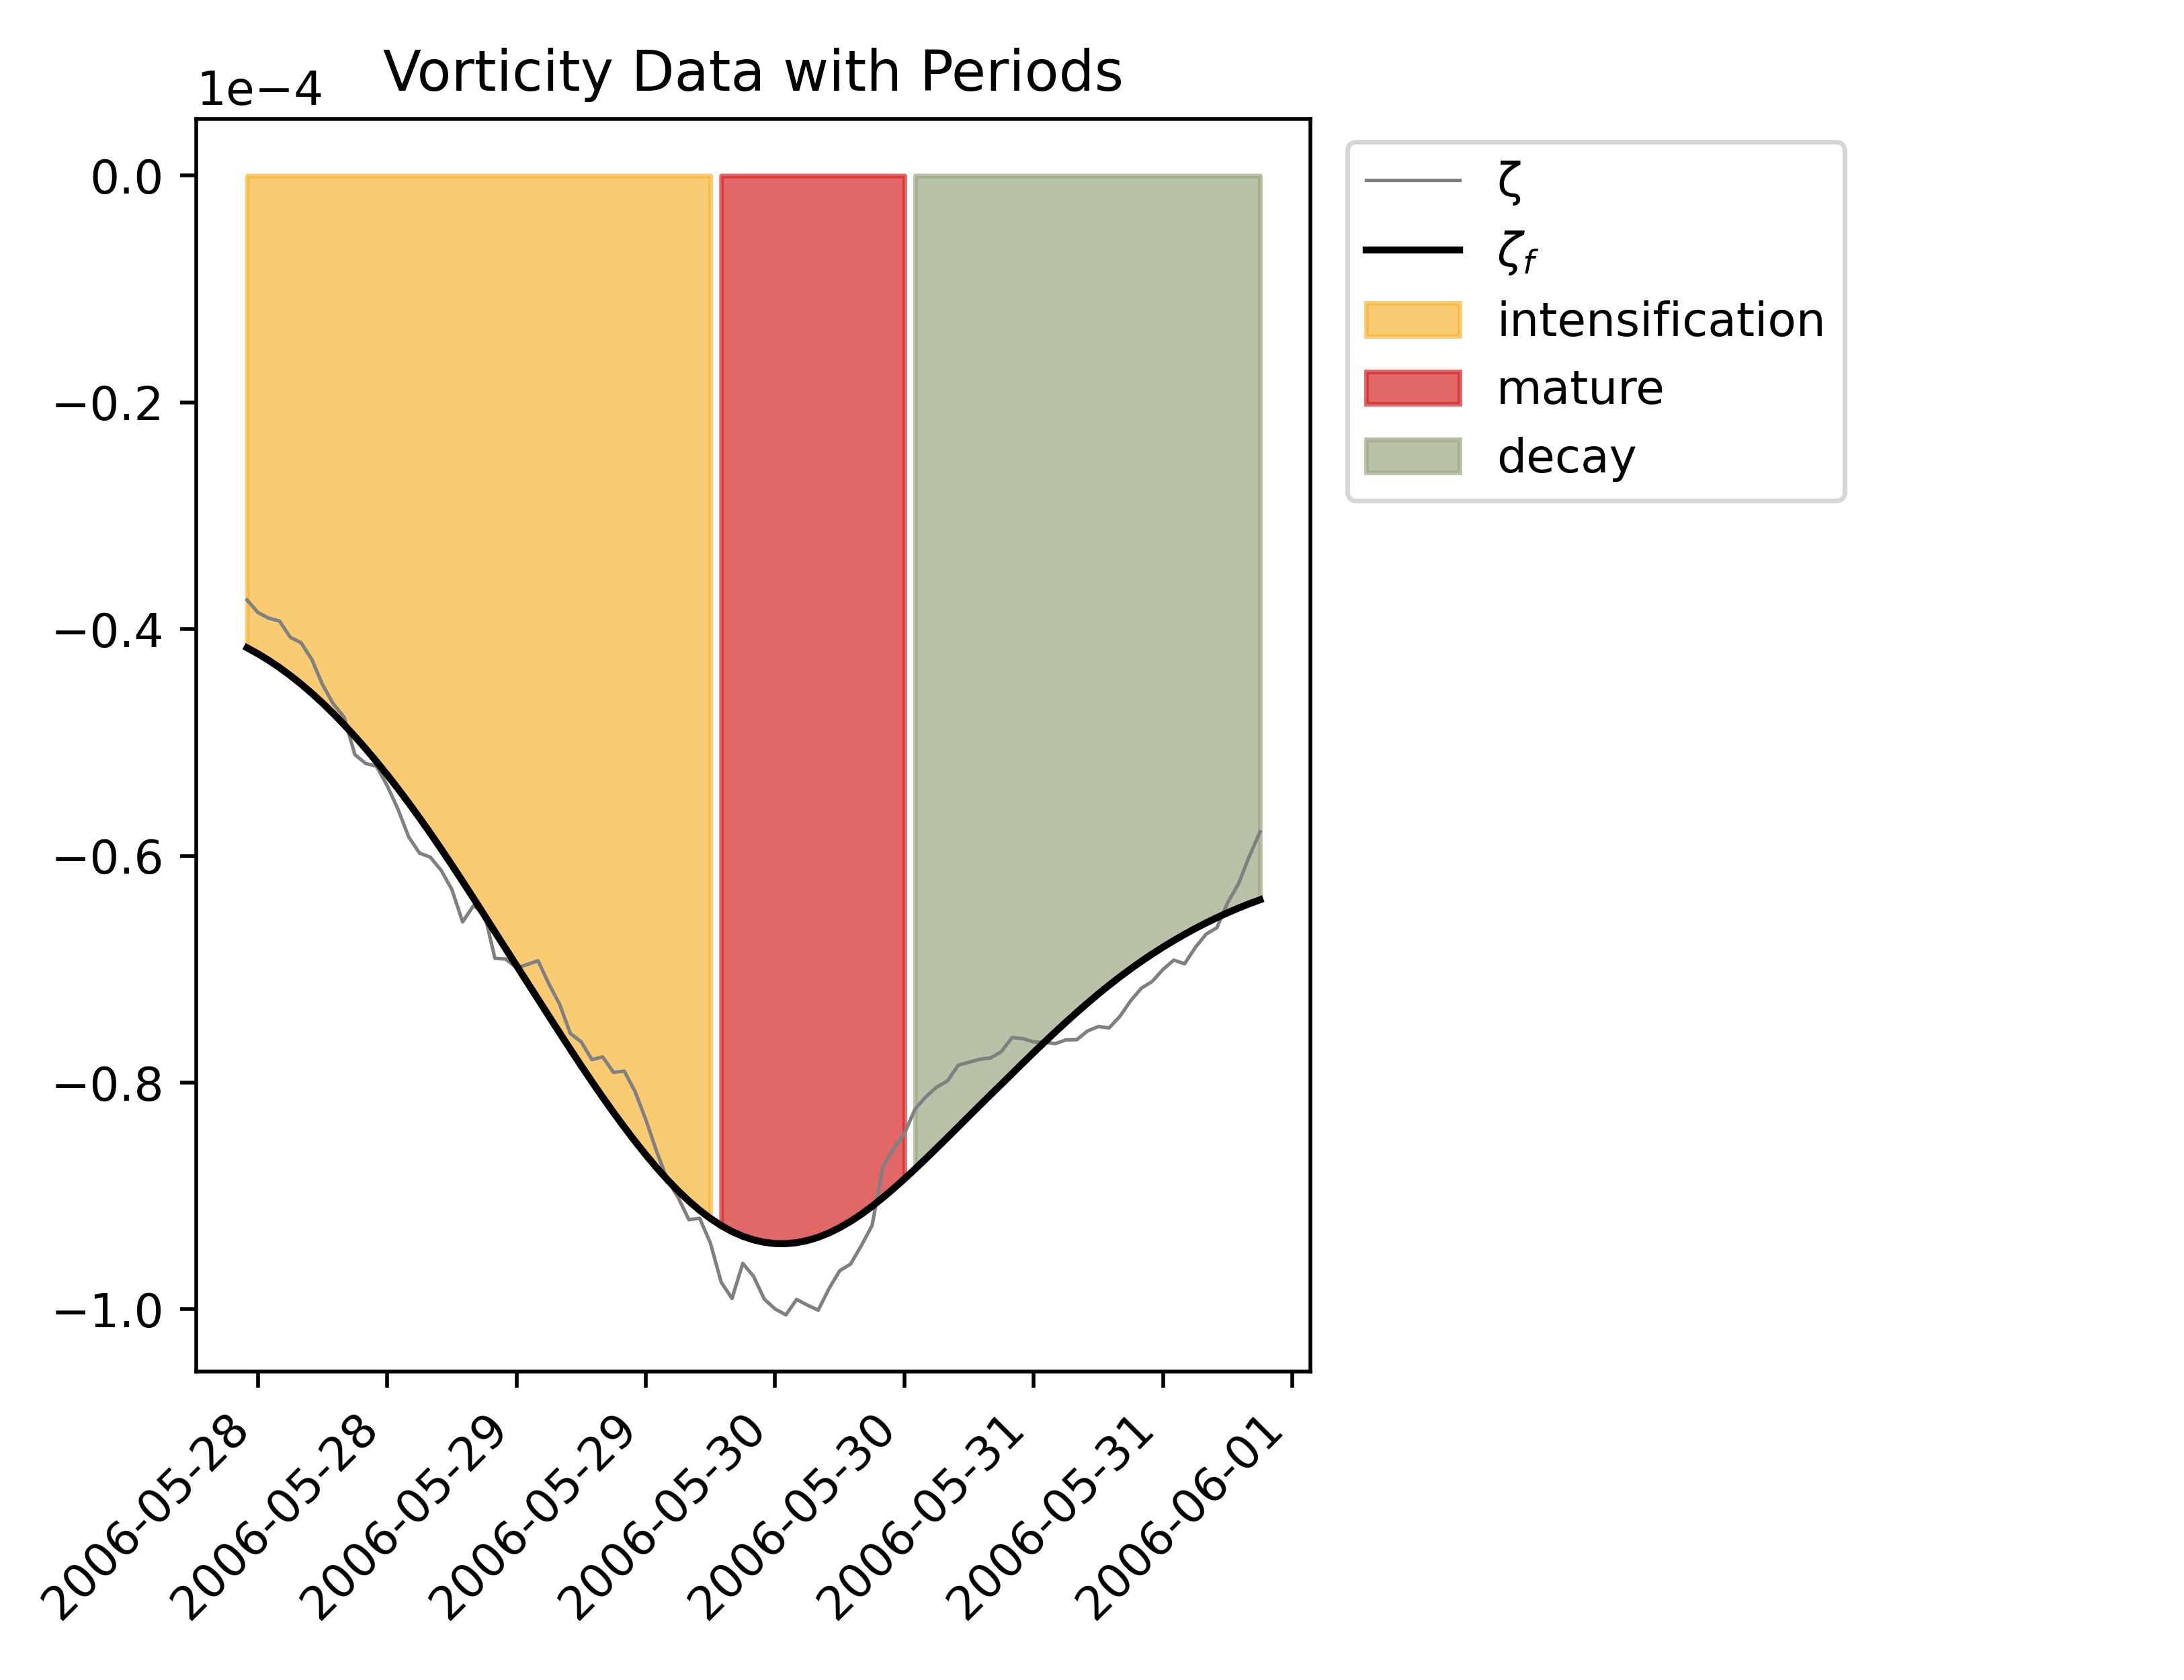 Vorticity Data with Periods
1e−4
0.0
−0.2
−0.4
−0.6
−0.8
−1.0
2006-05-28
2006-05-28
2006-05-29
2006-05-29
2006-05-30
2006-05-30
2006-05-31
2006-05-31
2006-06-01
ζ
ζf
intensification
mature
decay